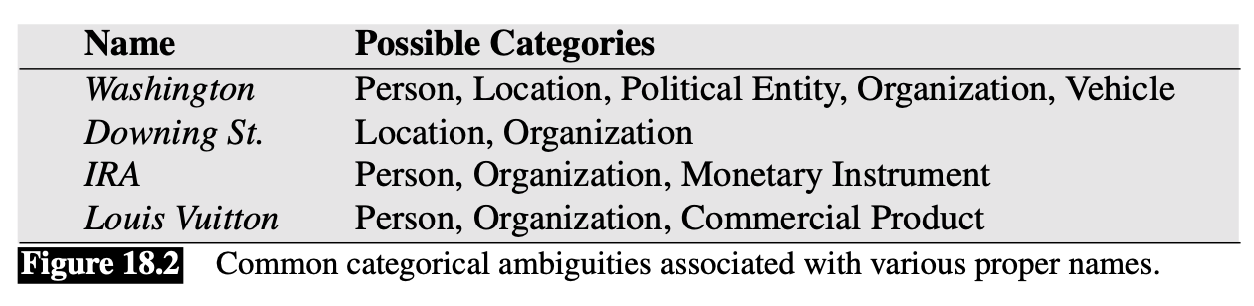 Name Possible Categories
Washington Person, Location, Political Entity, Organization, Vehicle
Downing St. Location, Organization
IRA Person, Organization, Monetary Instrument
Louis Vuitton Person, Organization, Commercial Product
Figure 18.2 Common categorical ambiguities associated with various proper names.